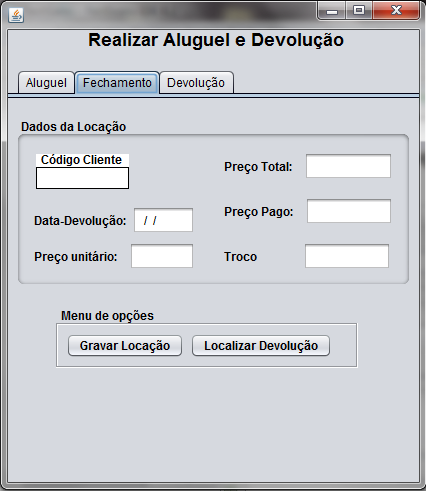 Realizar Aluguel e Devolução
Aluguel Fechamento Devolução
Dados da Locação
Código Cliente
Preço Total:
Data-Devolução: / /
Preço Pago:
Preço unitário:
Troco
Menu de opções
Gravar Locação Localizar Devolução